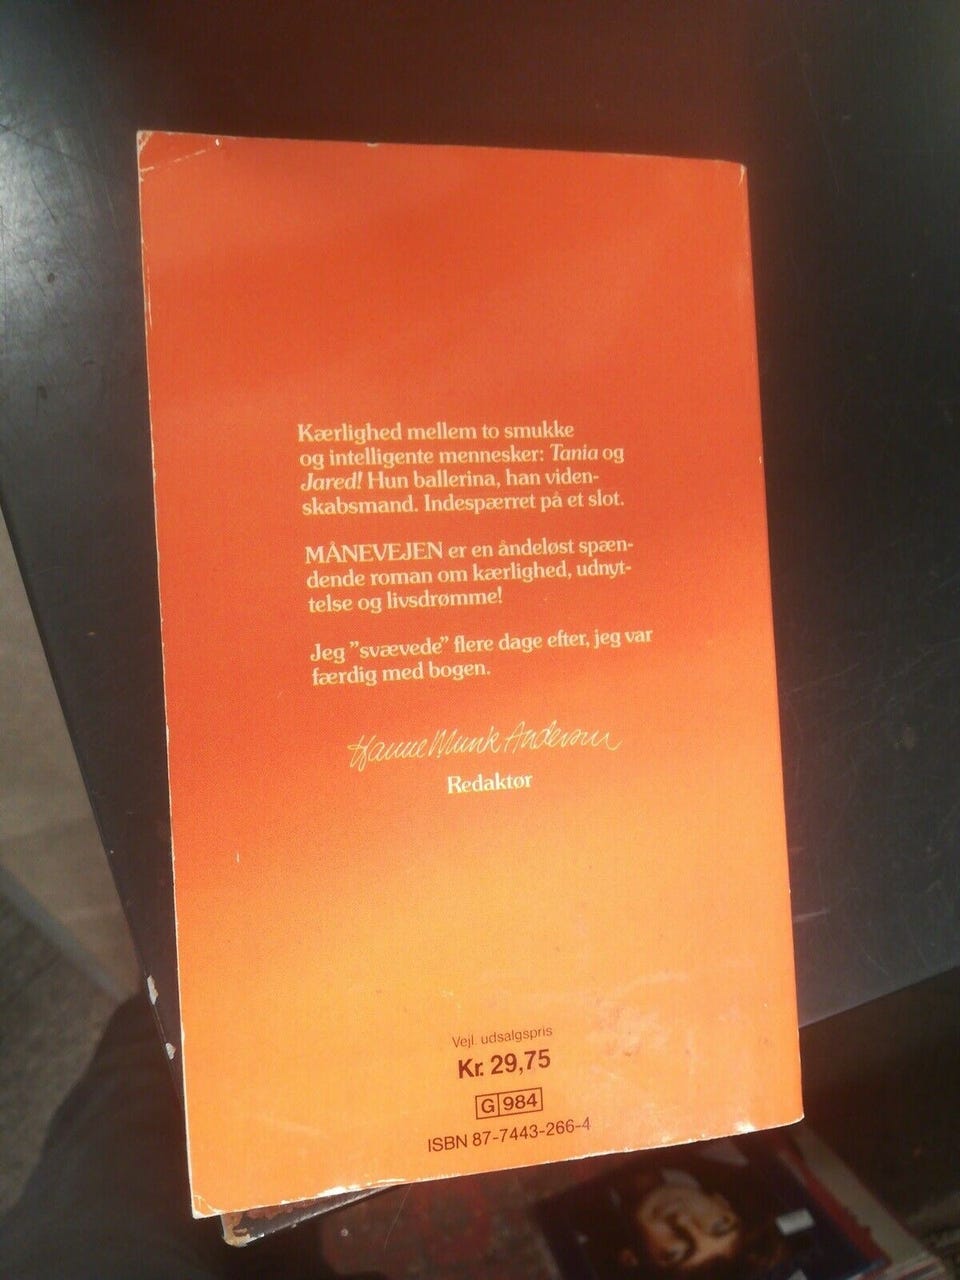 Kærlighed mellem to smukke
og intelligente mennesker: Tania og
Jared! Hun ballerina, han viden-
skabsmand. Indespærret på et slot.
MÅNEVEJEN er en åndeløst spæn-
dende roman om kærlighed, udnyt-
telse og livsdrømme!
Jeg ”svævede” flere dage efter, jeg var
færdig med bogen.
Hanne Munk Andersen
Redaktør
Vejl. udsalgspris
Kr. 29,75
G 984
ISBN 87-7443-266-4